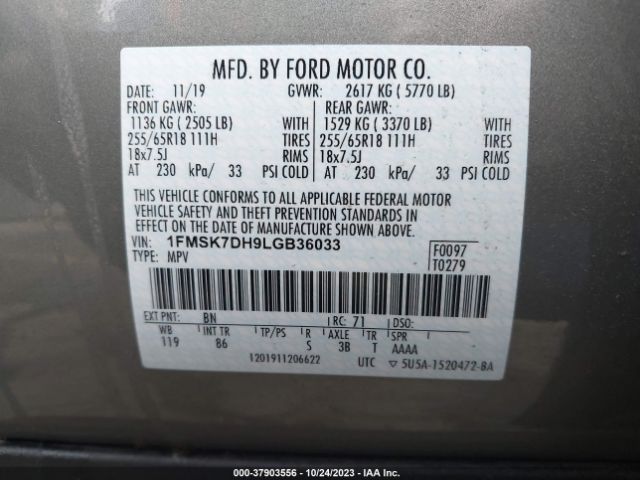 MFD. BY FORD MOTOR CO.
DATE: 11/19 GVWR: 2617 KG ( 5770 LB)
FRONT GAWR: REAR GAWR:
1136 KG ( 2505 LB) WITH 1529 KG ( 3370 LB) WITH
255/65R18 111H TIRES 255/65R18 111H TIRES
18x7.5J RIMS 18x7.5J RIMS
AT 230 kPa/ 33 PSI COLD AT 230 kPa/ 33 PSI COLD
THIS VEHICLE CONFORMS TO ALL APPLICABLE FEDERAL MOTOR
VEHICLE SAFETY AND THEFT PREVENTION STANDARDS IN
EFFECT ON THE DATE OF MANUFACTURE SHOWN ABOVE.
VIN: 1FMSK7DH9LGB36033 F0097
TYPE: MPV T0279
EXT PNT: BN RC: 71 DSO:
WB INT TR TP/PS R AXLE TR SPR
119 86 S 3B T AAAA
1201911206622 UTC ▽ 5U5A-1520472-BA
000-37903556 - 10/24/2023 - IAA Inc.